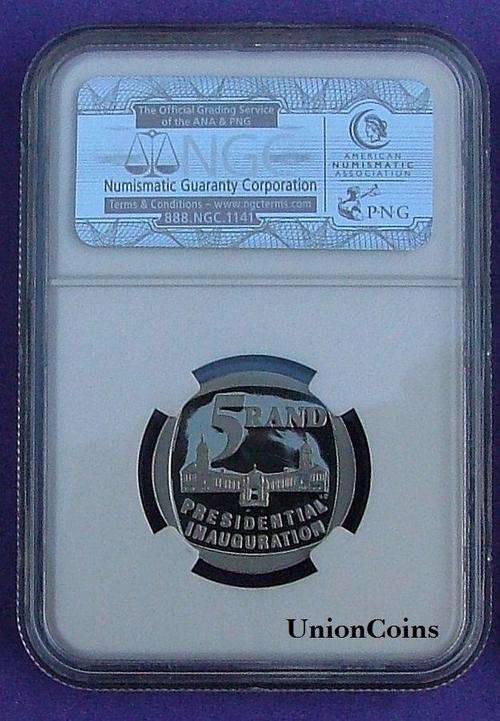 The Official Grading Service
of the ANA & PNG
NGC
Numismatic Guaranty Corporation
Terms & Conditions – www.ngcterms.com
888.NGC.1141
AMERICAN
NUMISMATIC
ASSOCIATION
PNG
5 RAND
PRESIDENTIAL
INAUGURATION
UnionCoins